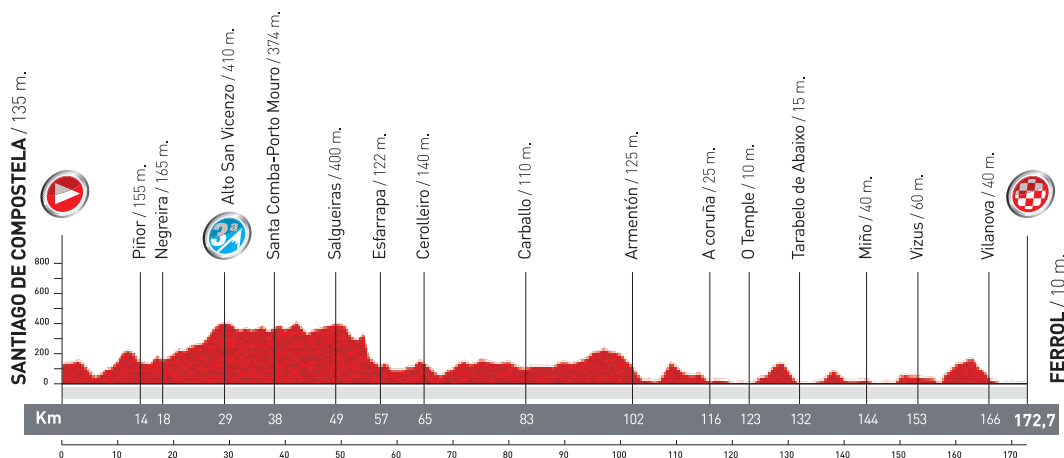 SANTIAGO DE COMPOSTELA / 135 m.
Piñor / 155 m.
Negreira / 165 m.
Alto San Vicenzo / 410 m.
3ª
Santa Comba-Porto Mouro / 374 m.
Salgueiras / 400 m.
Esfarrapa / 122 m.
Cerolleiro / 140 m.
Carballo / 110 m.
Armentón / 125 m.
A coruña / 25 m.
O Temple / 10 m.
Tarabelo de Abaixo / 15 m.
Miño / 40 m.
Vizus / 60 m.
Vilanova / 40 m.
FERROL / 10 m.
800
600
400
200
0
Km 14 18 29 38 49 57 65 83 102 116 123 132 144 153 166 172,7
0 10 20 30 40 50 60 70 80 90 100 110 120 130 140 150 160 170